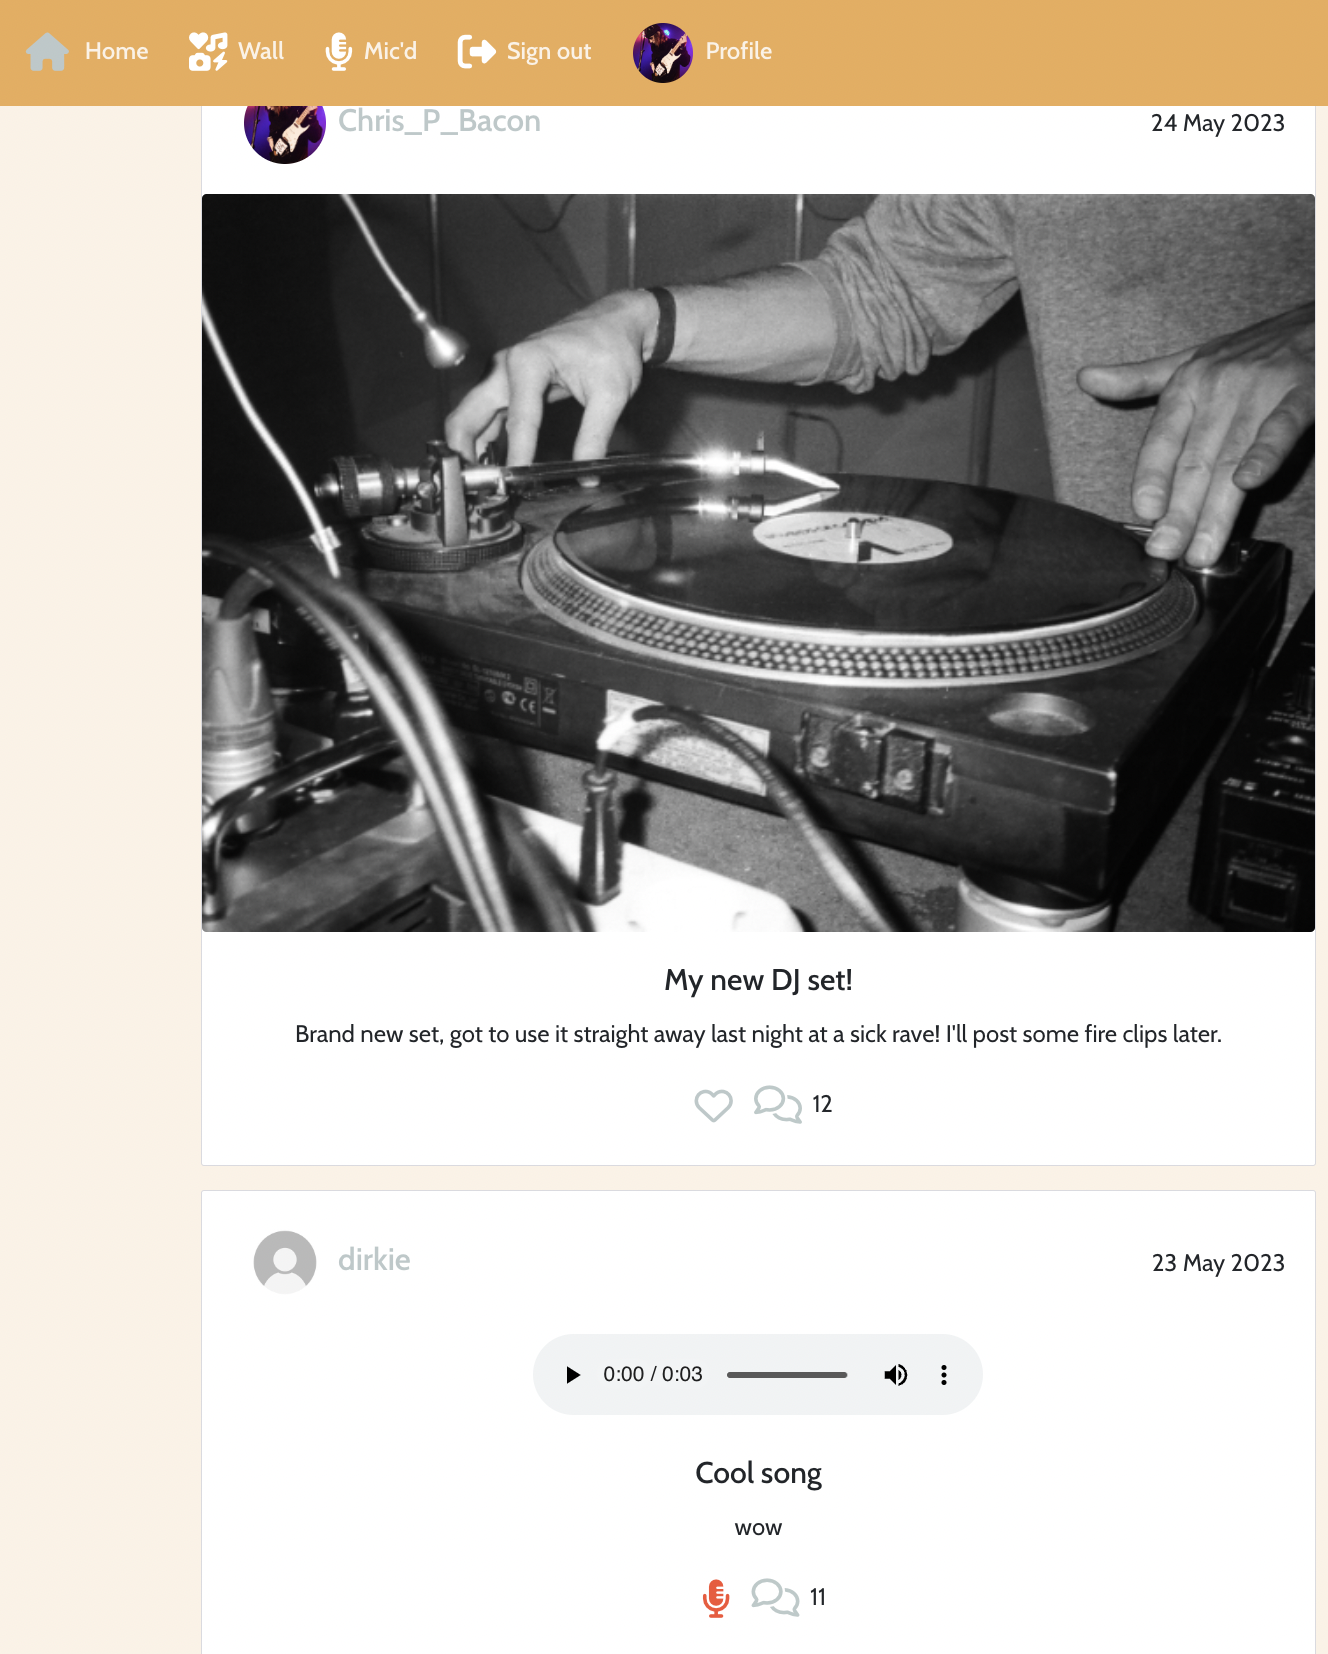 Home Wall Mic'd Sign out Profile
Chris_P_Bacon 24 May 2023
CE
My new DJ set!
Brand new set, got to use it straight away last night at a sick rave! I'll post some fire clips later.
12
dirkie 23 May 2023
0:00 / 0:03
Cool song
wow
11